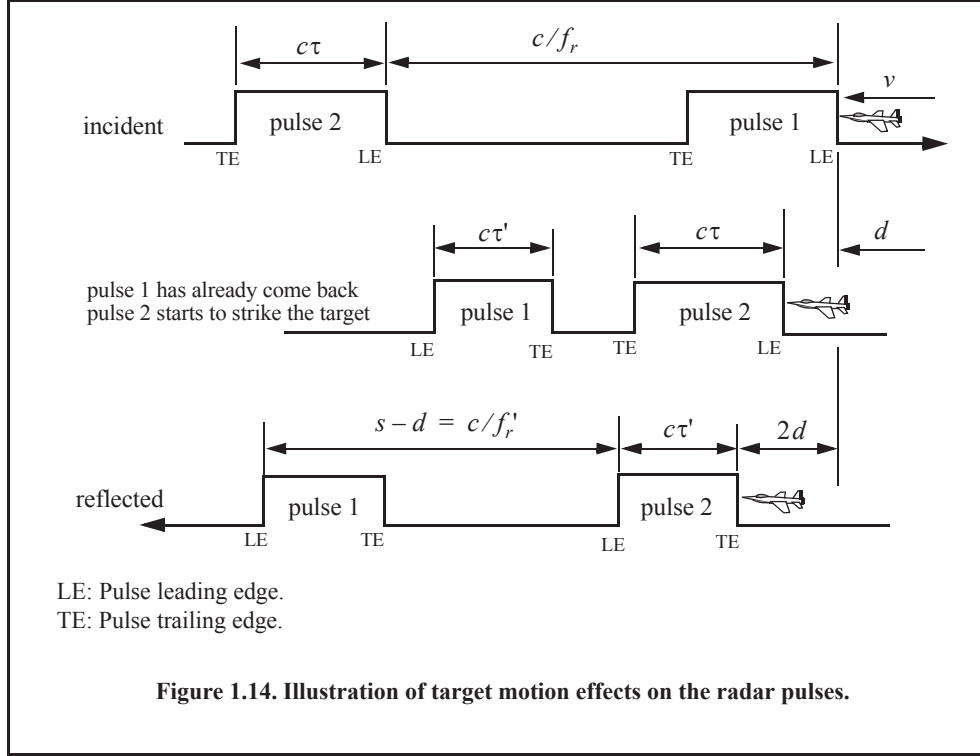 cτ
c/fr
v
incident
pulse 2
pulse 1
TE
LE
TE
LE
cτ'
cτ
d
pulse 1 has already come back
pulse 2 starts to strike the target
pulse 1
pulse 2
LE
TE
TE
LE
s – d = c/fr'
cτ'
2d
reflected
pulse 1
pulse 2
LE
TE
LE
TE
LE: Pulse leading edge.
TE: Pulse trailing edge.
Figure 1.14. Illustration of target motion effects on the radar pulses.